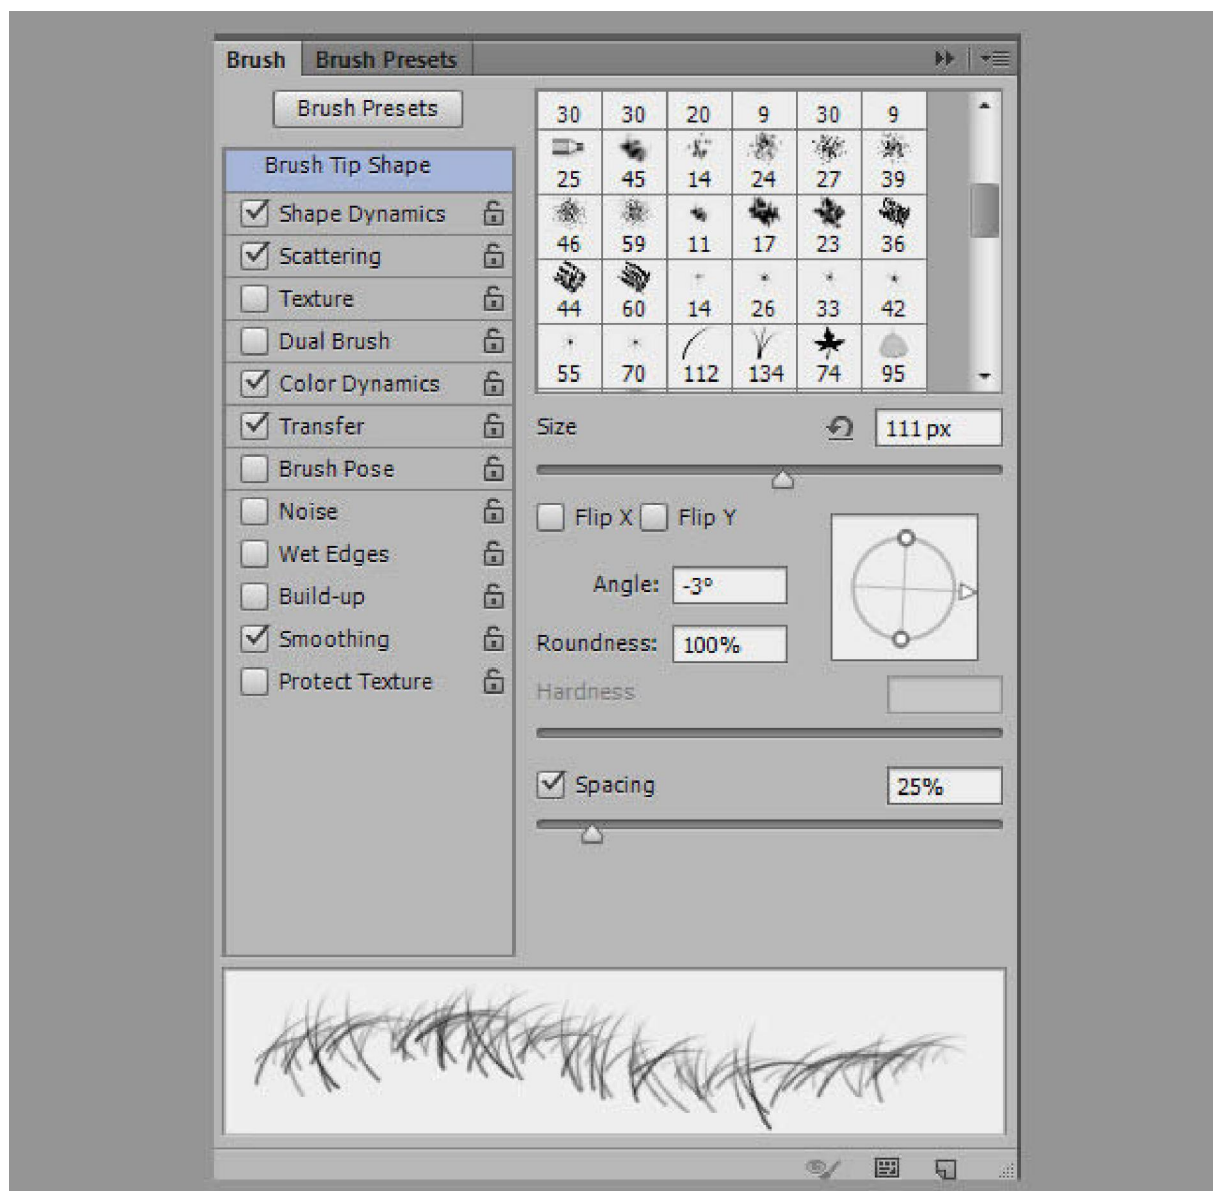 Brush Brush Presets
Brush Presets
Brush Tip Shape
Shape Dynamics
Scattering
Texture
Dual Brush
Color Dynamics
Transfer
Brush Pose
Noise
Wet Edges
Build-up
Smoothing
Protect Texture
30 30 20 9 30 9
25 45 14 24 27 39
46 59 11 17 23 36
44 60 14 26 33 42
55 70 112 134 74 95
Size 111 px
Flip X Flip Y
Angle: -3°
Roundness: 100%
Hardness
Spacing 25%